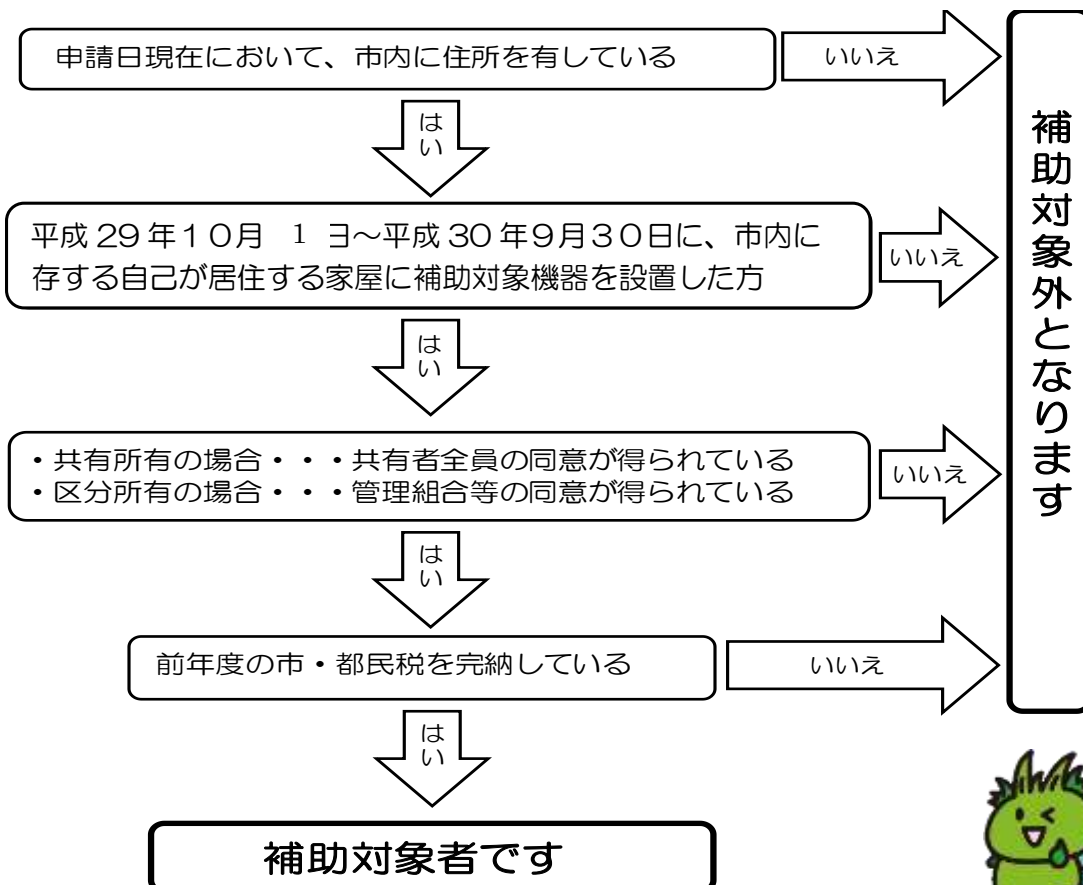 申請日現在において、市内に住所を有している
いいえ
はい
平成29年10月 1 日～平成30年9月30日に、市内に
存する自己が居住する家屋に補助対象機器を設置した方
いいえ
はい
・共有所有の場合・・・共有者全員の同意が得られている
・区分所有の場合・・・管理組合等の同意が得られている
いいえ
はい
前年度の市・都民税を完納している
いいえ
はい
補助対象者です
補助対象外となります